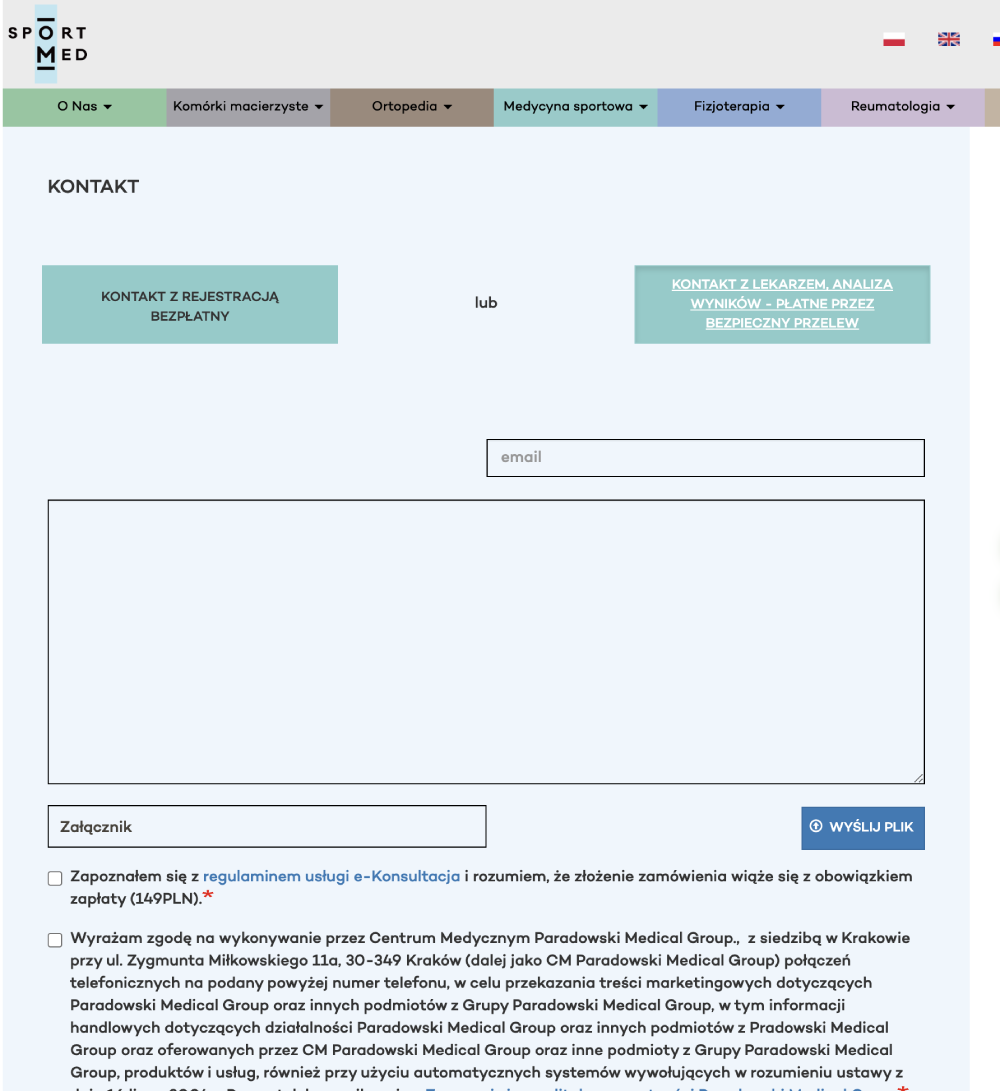 SPORT
MED
O Nas
Komórki macierzyste
Ortopedia
Medycyna sportowa
Fizjoterapia
Reumatologia
KONTAKT
KONTAKT Z REJESTRACJĄ
BEZPŁATNY
lub
KONTAKT Z LEKARZEM, ANALIZA
WYNIKÓW - PŁATNE PRZEZ
BEZPIECZNY PRZELEW
email
Załącznik
WYŚLIJ PLIK
Zapoznałem się z regulaminem usługi e-Konsultacja i rozumiem, że złożenie zamówienia wiąże się z obowiązkiem
zapłaty (149PLN).*
Wyrażam zgodę na wykonywanie przez Centrum Medycznym Paradowski Medical Group., z siedzibą w Krakowie
przy ul. Zygmunta Miłkowskiego 11a, 30-349 Kraków (dalej jako CM Paradowski Medical Group) połączeń
telefonicznych na podany powyżej numer telefonu, w celu przekazania treści marketingowych dotyczących
Paradowski Medical Group oraz innych podmiotów z Grupy Paradowski Medical Group, w tym informacji
handlowych dotyczących działalności Paradowski Medical Group oraz innych podmiotów z Pradowski Medical
Group oraz oferowanych przez CM Paradowski Medical Group oraz inne podmioty z Grupy Paradowski Medical
Group, produktów i usług, również przy użyciu automatycznych systemów wywołujących w rozumieniu ustawy z